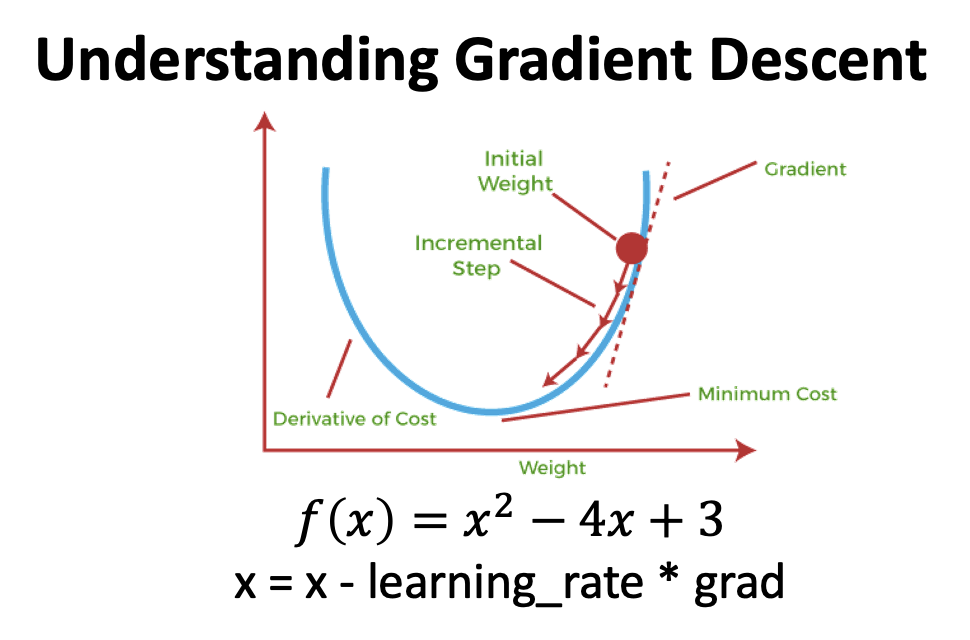 Understanding Gradient Descent
Initial
Weight
Gradient
Incremental
Step
Minimum Cost
Derivative of Cost
Weight
f(x) = x² − 4x + 3
x = x - learning_rate * grad